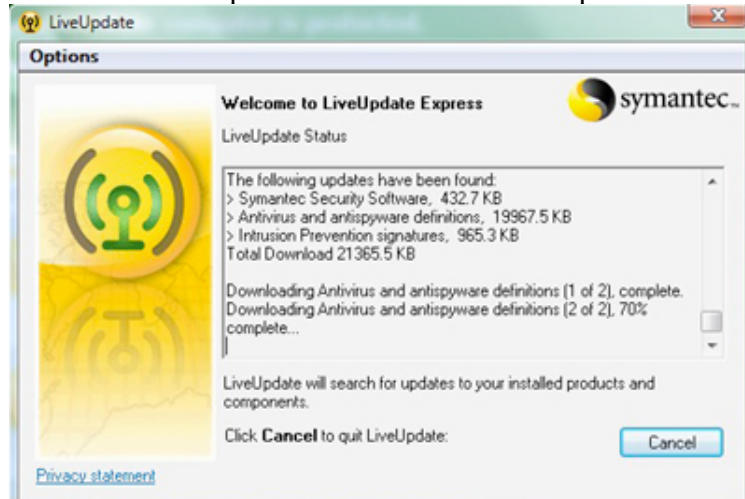 LiveUpdate
Options
symantec™
Welcome to LiveUpdate Express
LiveUpdate Status
The following updates have been found:
> Symantec Security Software, 432.7 KB
> Antivirus and antispyware definitions, 19967.5 KB
> Intrusion Prevention signatures, 965.3 KB
Total Download 21365.5 KB
Downloading Antivirus and antispyware definitions (1 of 2), complete.
Downloading Antivirus and antispyware definitions (2 of 2), 70%
complete...
LiveUpdate will search for updates to your installed products and
components.
Click Cancel to quit LiveUpdate:
Cancel
Privacy statement